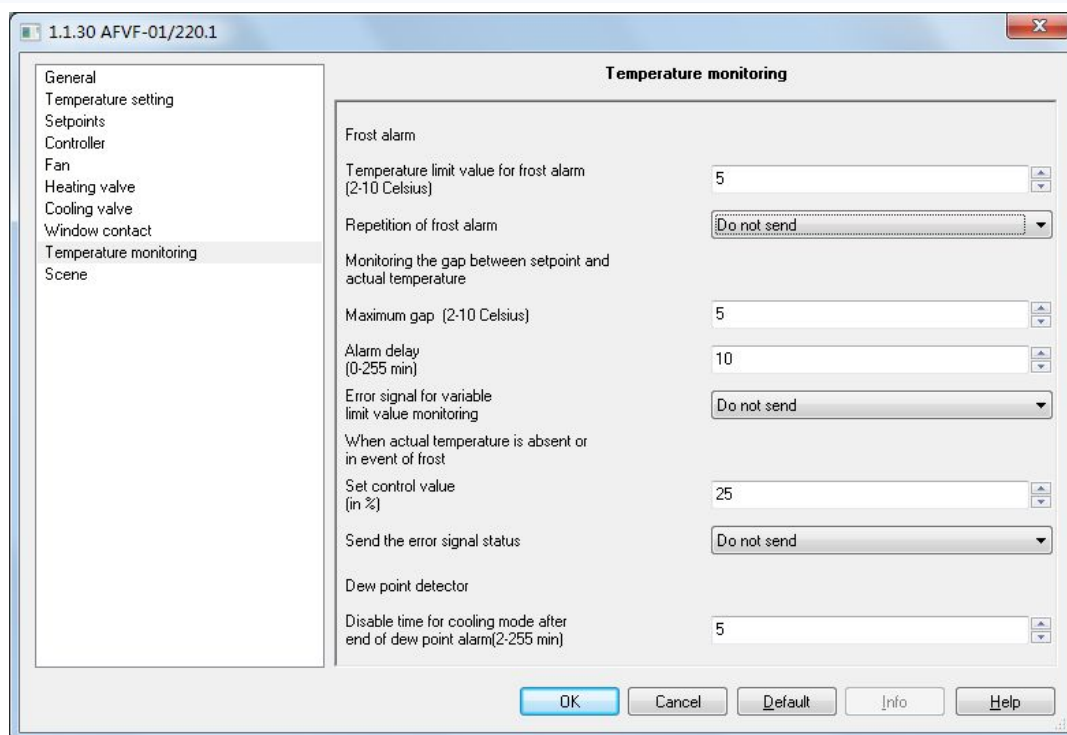 1.1.30 AFVF-01/220.1
General
Temperature setting
Setpoints
Controller
Fan
Heating valve
Cooling valve
Window contact
Temperature monitoring
Scene
Temperature monitoring
Frost alarm
Temperature limit value for frost alarm
(2-10 Celsius)
5
Repetition of frost alarm
Do not send
Monitoring the gap between setpoint and
actual temperature
Maximum gap (2-10 Celsius)
5
Alarm delay
(0-255 min)
10
Error signal for variable
limit value monitoring
Do not send
When actual temperature is absent or
in event of frost
Set control value
(in %)
25
Send the error signal status
Do not send
Dew point detector
Disable time for cooling mode after
end of dew point alarm(2-255 min)
5
OK Cancel Default Info Help